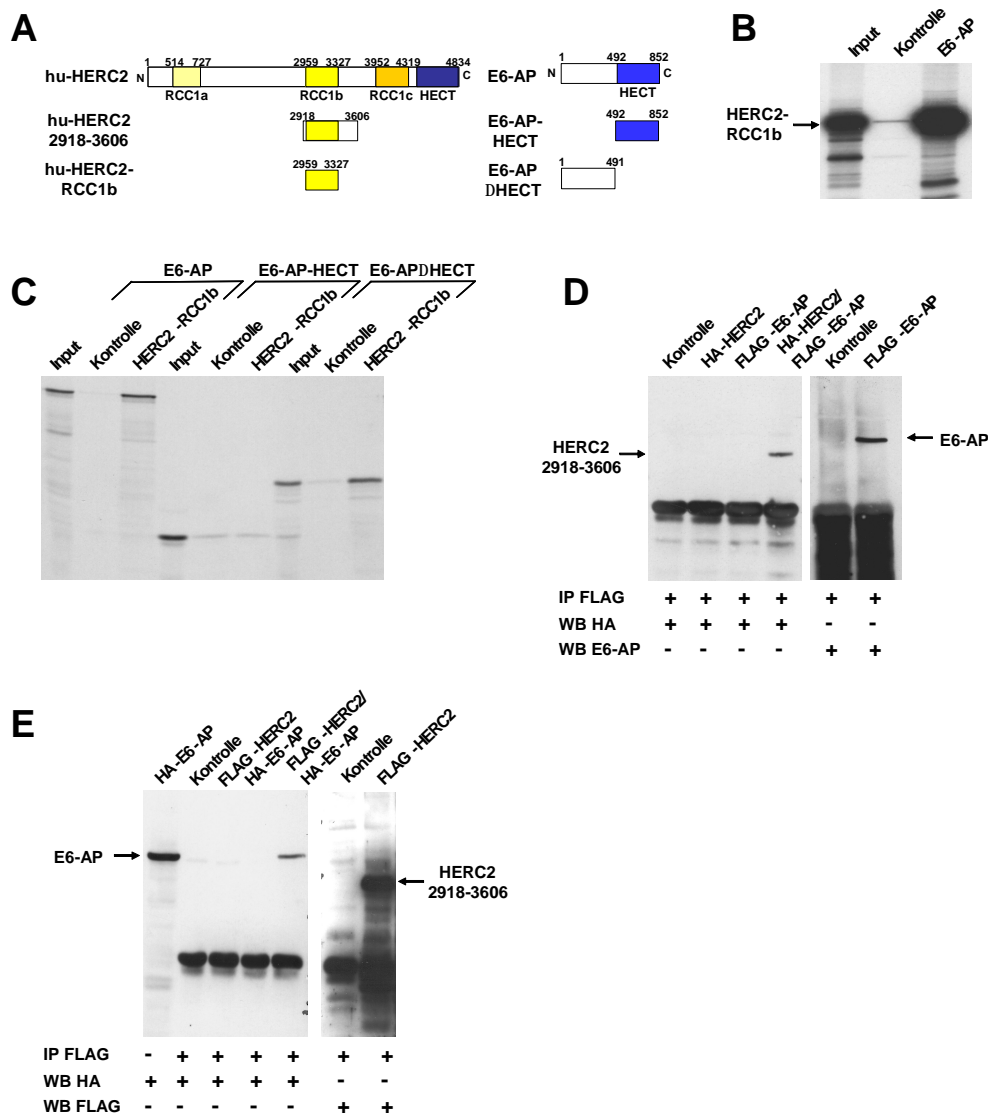 A
1 514 727 2959 3327 3952 4319 4834
hu-HERC2 N C
RCC1a RCC1b RCC1c HECT
2918 3606
hu-HERC2
2918-3606
2959 3327
hu-HERC2-
RCC1b
1 492 852
E6-AP N C
HECT
492 852
E6-AP-
HECT
1 491
E6-AP
DHECT
B
Input Kontrolle E6-AP
HERC2-
RCC1b
C
E6-AP E6-AP-HECT E6-APDHECT
Input Kontrolle HERC2 -RCC1b Input Kontrolle HERC2 -RCC1b Input Kontrolle HERC2 -RCC1b
D
Kontrolle HA-HERC2 FLAG -E6-AP HA-HERC2/ FLAG -E6-AP Kontrolle FLAG -E6-AP
HERC2
2918-3606
E6-AP
IP FLAG + + + + + +
WB HA + + + + - -
WB E6-AP - - - - + +
E
HA-E6-AP Kontrolle FLAG -HERC2 HA-E6-AP FLAG -HERC2/ HA-E6-AP Kontrolle FLAG -HERC2
E6-AP
HERC2
2918-3606
IP FLAG - + + + + + +
WB HA + + + + + - -
WB FLAG - - - - - + +